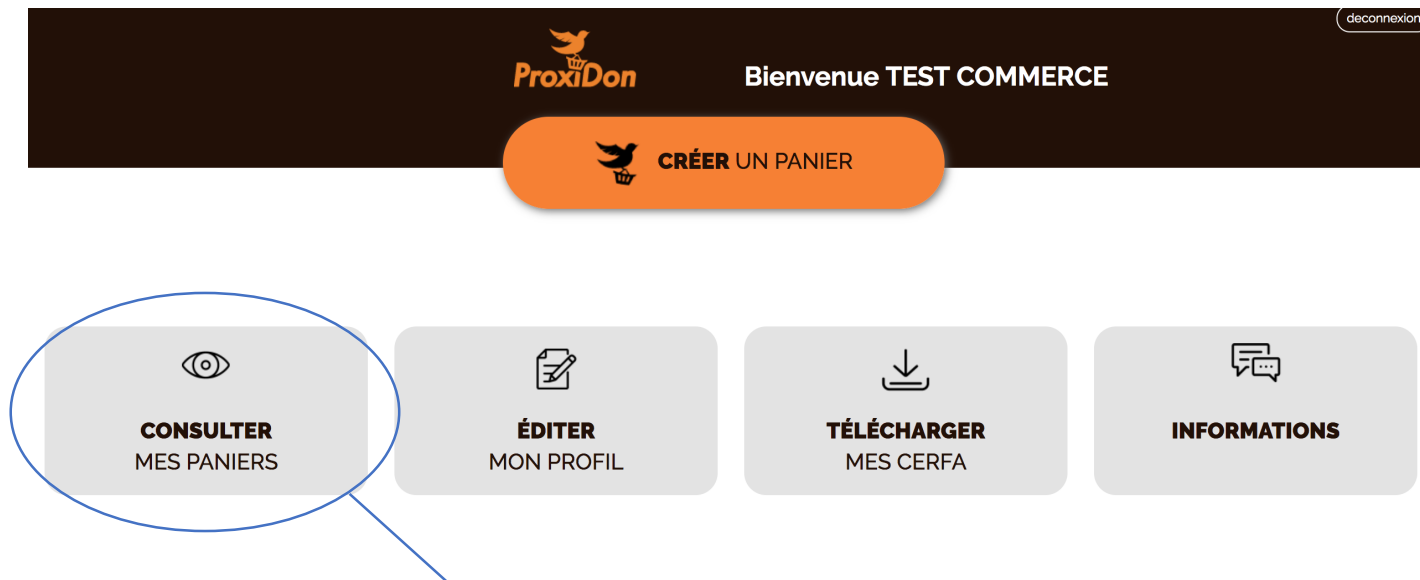 deconnexion
ProxiDon
Bienvenue TEST COMMERCE
CRÉER UN PANIER
CONSULTER
MES PANIERS
ÉDITER
MON PROFIL
TÉLÉCHARGER
MES CERFA
INFORMATIONS